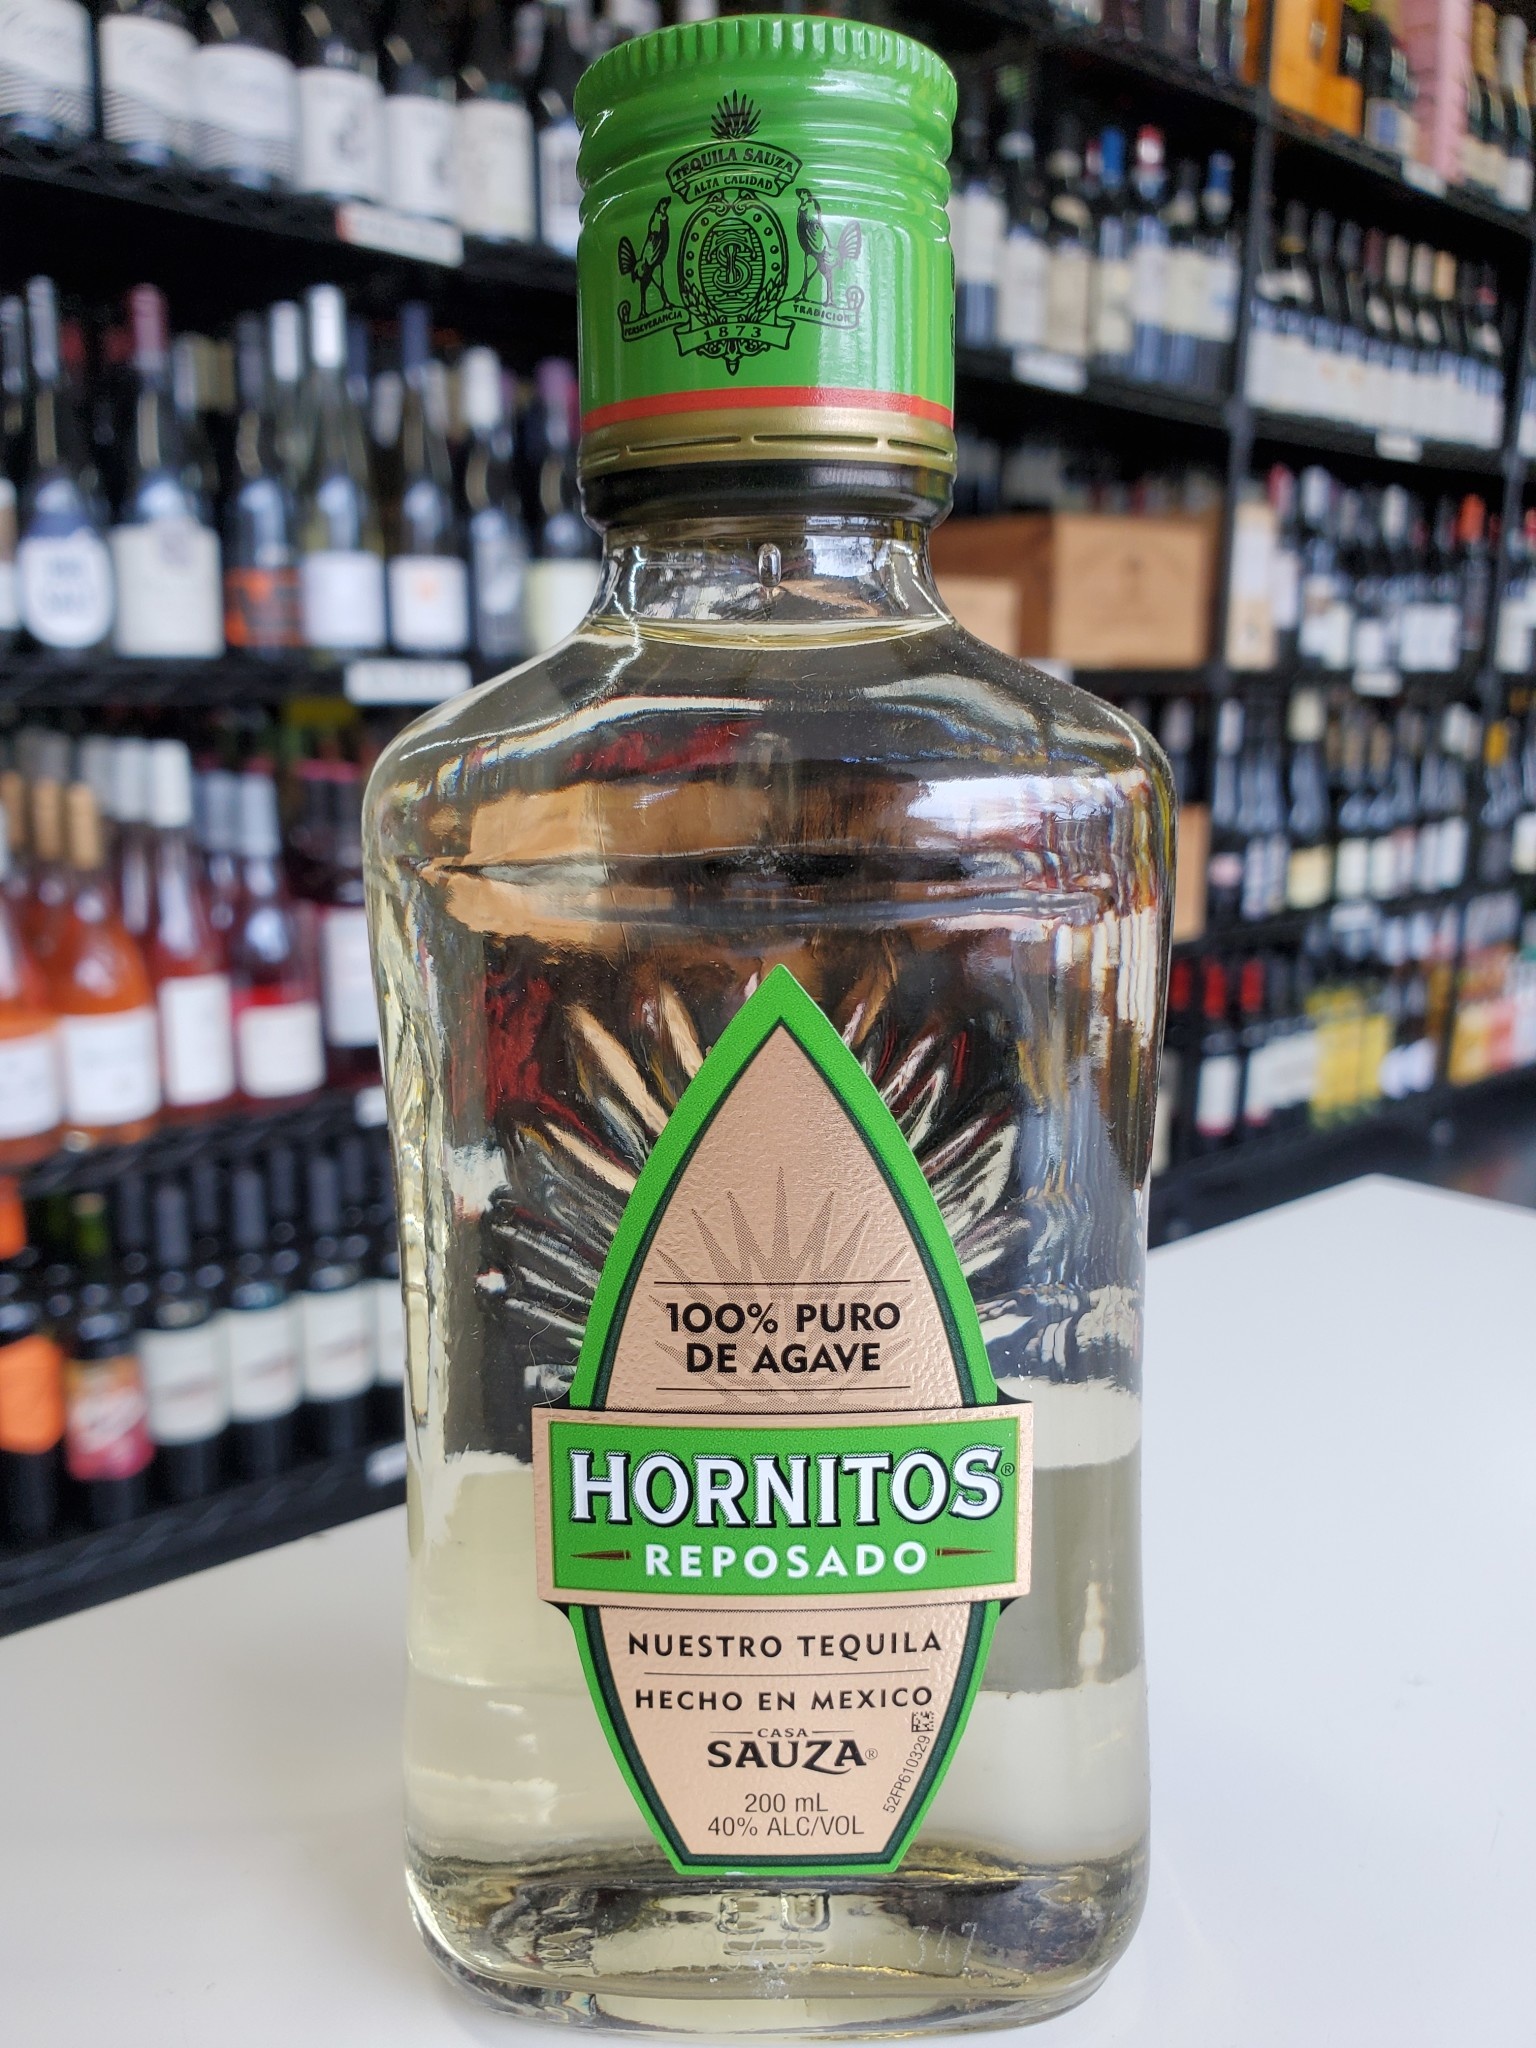 TEQUILA SAUZA
ALTA CALIDAD
PERSEVERANCIA
TRADICION
1873
100% PURO
DE AGAVE
HORNITOS®
REPOSADO
NUESTRO TEQUILA
HECHO EN MEXICO
CASA
SAUZA®
52FP610329
200 mL
40% ALC/VOL
347